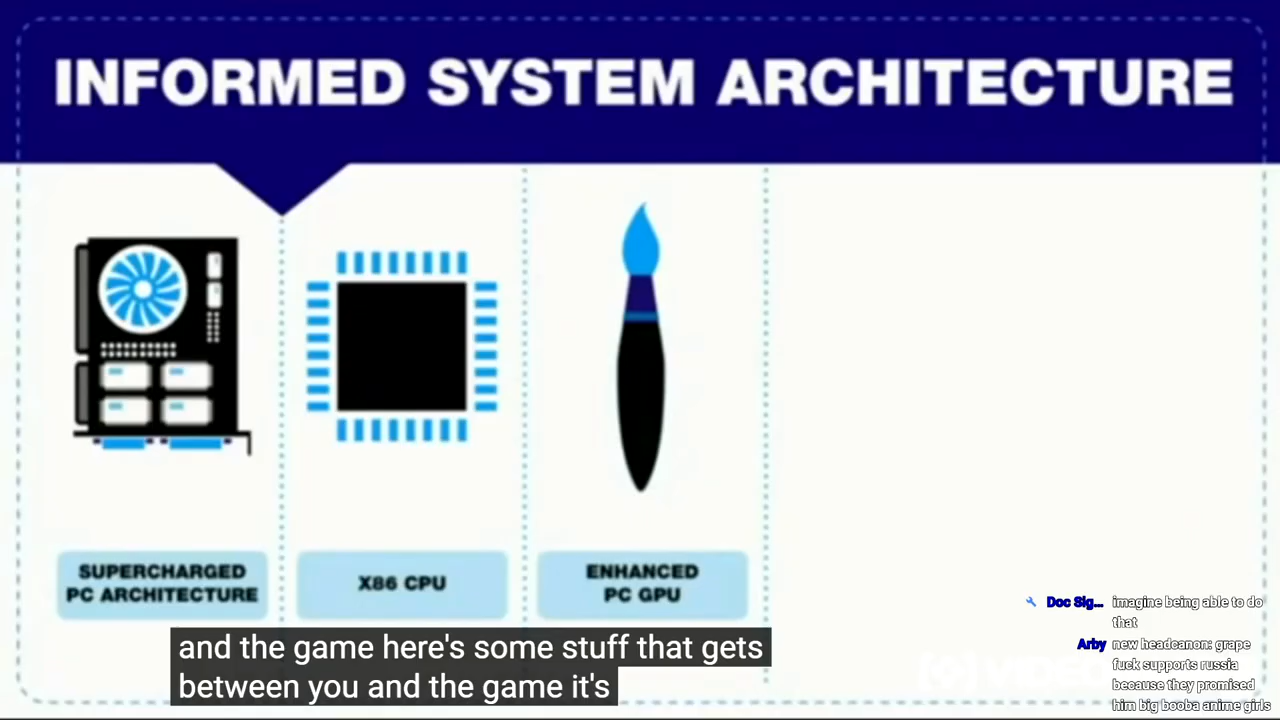 INFORMED SYSTEM ARCHITECTURE
SUPERCHARGED
PC ARCHITECTURE
X86 CPU
ENHANCED
PC GPU
and the game here's some stuff that gets
between you and the game it's
Doc Sig... imagine being able to do
that
Arby new headcanon: grape
fuck supports russia
because they promised
him big booba anime girls